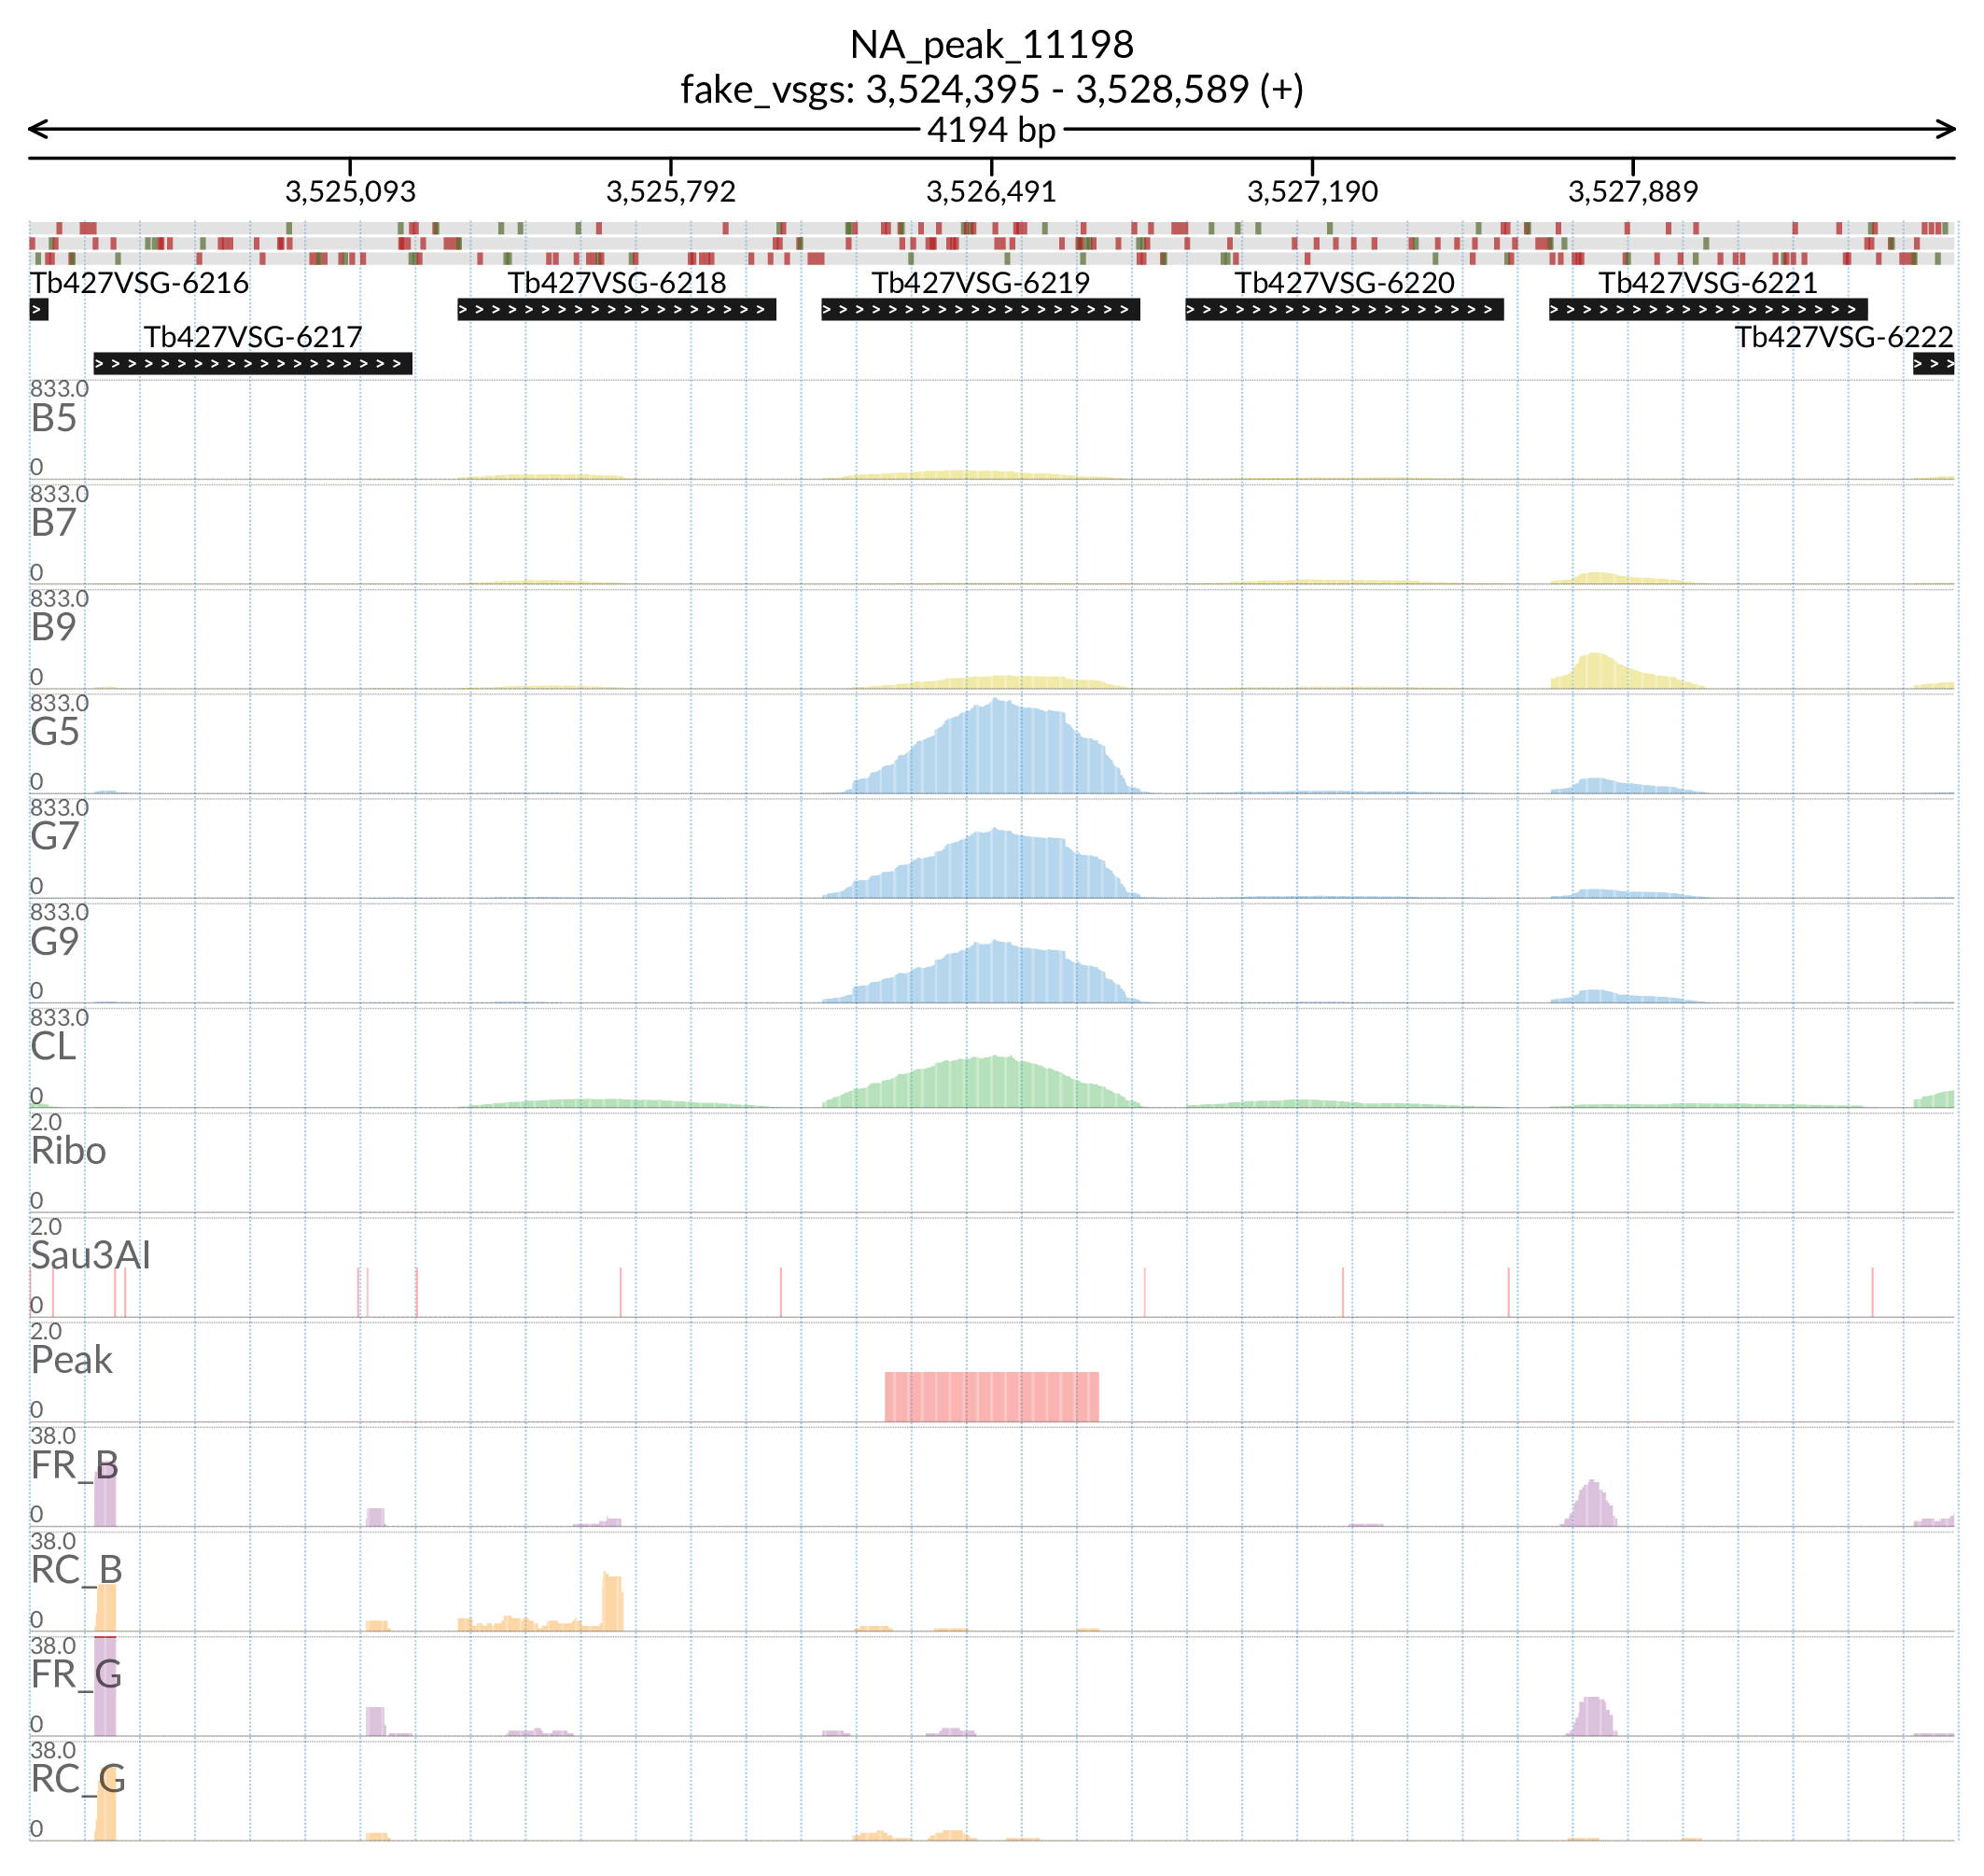 NA_peak_11198
fake_vsgs: 3,524,395 - 3,528,589 (+)
4194 bp
3,525,093 3,525,792 3,526,491 3,527,190 3,527,889
Tb427VSG-6216 Tb427VSG-6218 Tb427VSG-6219 Tb427VSG-6220 Tb427VSG-6221
Tb427VSG-6217 Tb427VSG-6222
833.0
B5
0
833.0
B7
0
833.0
B9
0
833.0
G5
0
833.0
G7
0
833.0
G9
0
833.0
CL
0
2.0
Ribo
0
2.0
Sau3AI
0
2.0
Peak
0
38.0
FR_B
0
38.0
RC_B
0
38.0
FR_G
0
38.0
RC_G
0